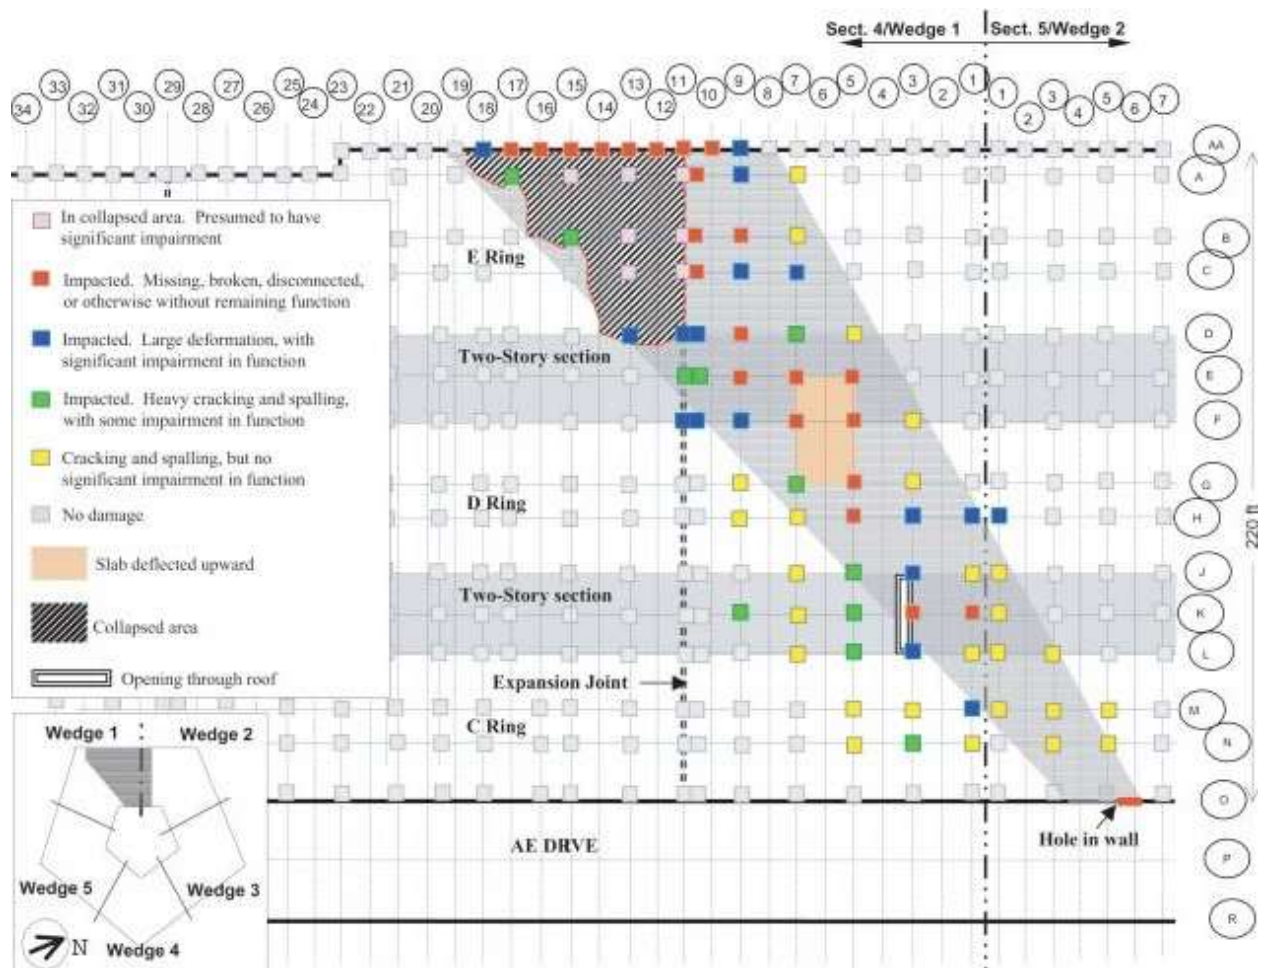 Sect. 4/Wedge 1 Sect. 5/Wedge 2
33 31 29 27 25 23 21 19 17 15 13 11 9 7 5 3 1 1 3 5 7
34 32 30 28 26 24 22 20 18 16 14 12 10 8 6 4 2 2 4 6
AA
A
In collapsed area. Presumed to have
significant impairment
B
E Ring
C
Impacted. Missing, broken, disconnected,
or otherwise without remaining function
D
Impacted. Large deformation, with
significant impairment in function
Two-Story section
E
Impacted. Heavy cracking and spalling,
with some impairment in function
F
Cracking and spalling, but no
significant impairment in function
G
D Ring
No damage
H
220 ft
Slab deflected upward
J
Two-Story section
K
Collapsed area
L
Opening through roof
Expansion Joint
M
C Ring
N
Wedge 1
Wedge 2
O
Hole in wall
AE DRIVE
P
Wedge 5
Wedge 3
R
N
Wedge 4